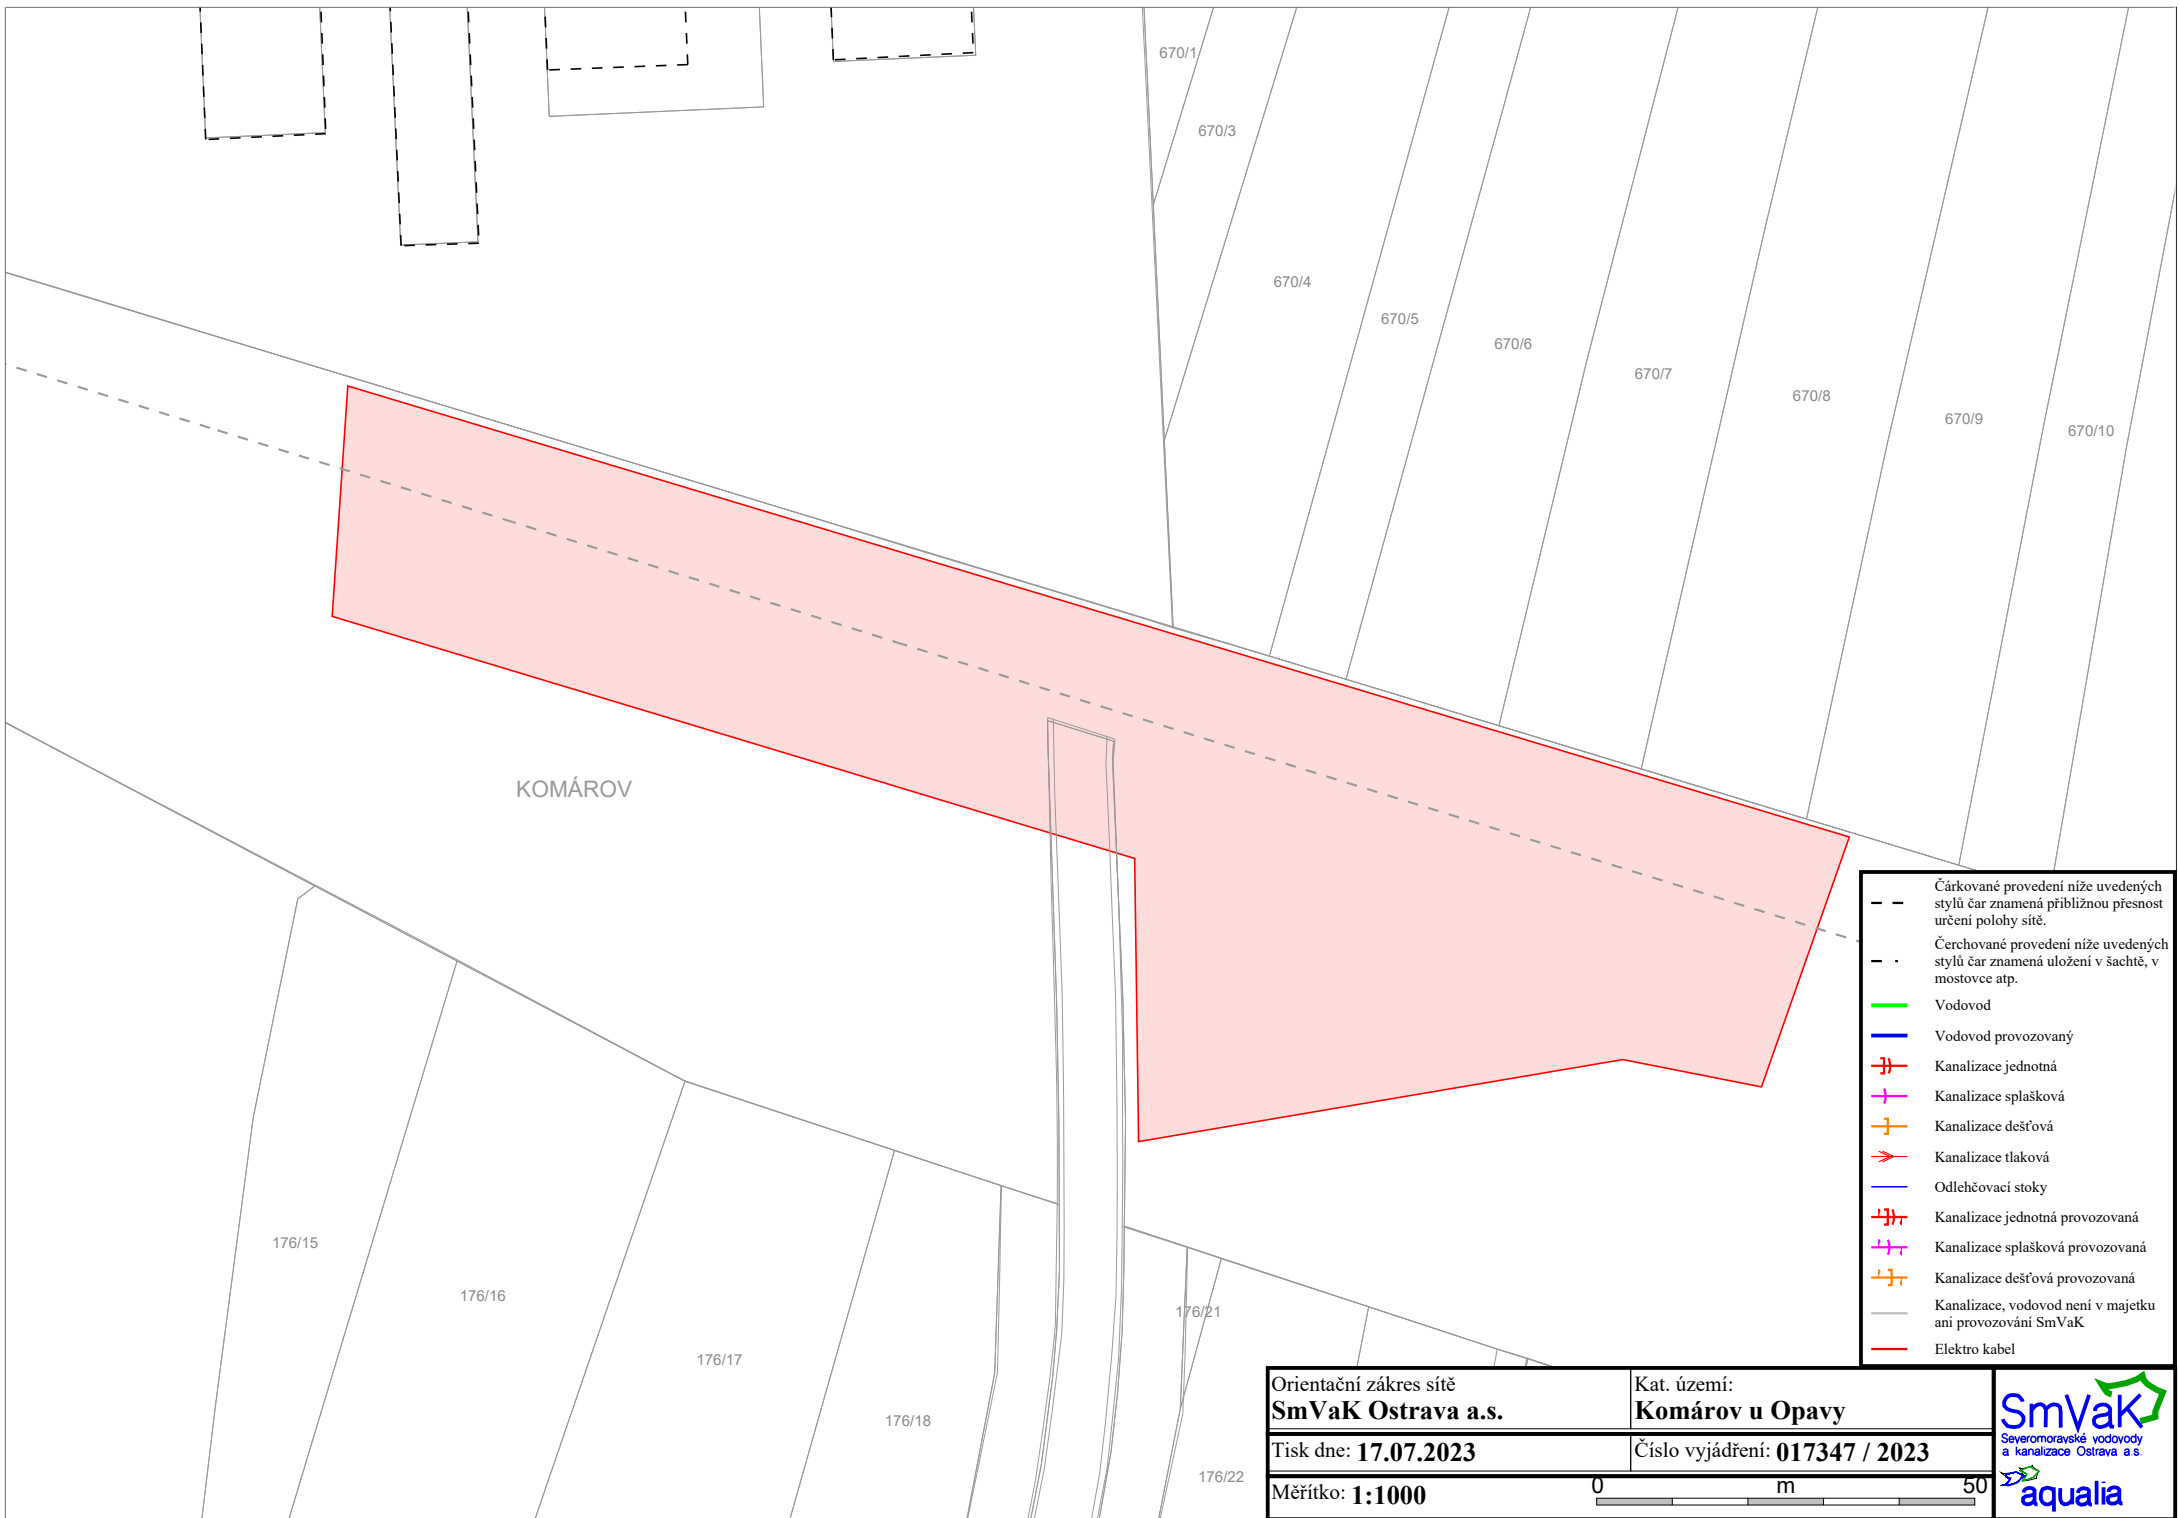 670/1
670/3
670/4
670/5
670/6
670/7
670/8
670/9
670/10
KOMÁROV
176/15
176/16
176/17
176/18
176/21
176/22
Čárkované provedení níže uvedených
stylů čar znamená přibližnou přesnost
určení polohy sítě.
Čerchované provedení níže uvedených
stylů čar znamená uložení v šachtě, v
mostovce atp.
Vodovod
Vodovod provozovaný
Kanalizace jednotná
Kanalizace splašková
Kanalizace dešťová
Kanalizace tlaková
Odlehčovací stoky
Kanalizace jednotná provozovaná
Kanalizace splašková provozovaná
Kanalizace dešťová provozovaná
Kanalizace, vodovod není v majetku
ani provozování SmVaK
Elektro kabel
Orientační zákres sítě
SmVaK Ostrava a.s.
Kat. území:
Komárov u Opavy
Tisk dne: 17.07.2023
Číslo vyjádření: 017347 / 2023
Měřítko: 1:1000
0 m 50
SmVaK
Severomoravské vodovody
a kanalizace Ostrava a.s.
aqualia